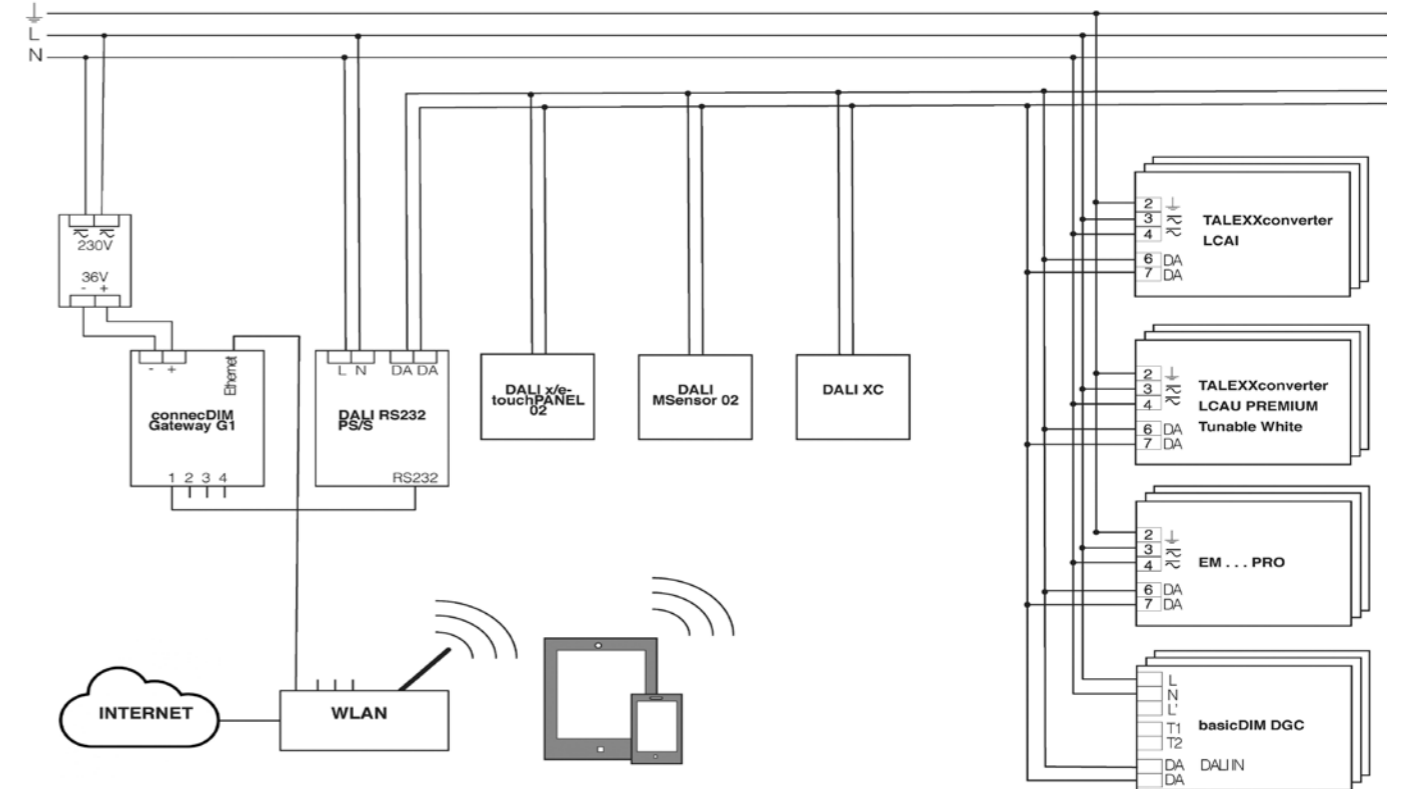 L
N
230V
36V
- +
- +
Ethernet
connecDIM
Gateway G1
1 2 3 4
L N DA DA
DALI RS232
PS/S
RS232
DALI x/e-
touchPANEL
02
DALI
MSensor 02
DALI XC
2
3
4
6 DA
7 DA
TALEXXconverter
LCAI
2
3
4
6 DA
7 DA
TALEXXconverter
LCAU PREMIUM
Tunable White
2
3
4
6 DA
7 DA
EM . . . PRO
L
N
L'
T1
T2
DA DALI IN
DA
basicDIM DGC
INTERNET
WLAN